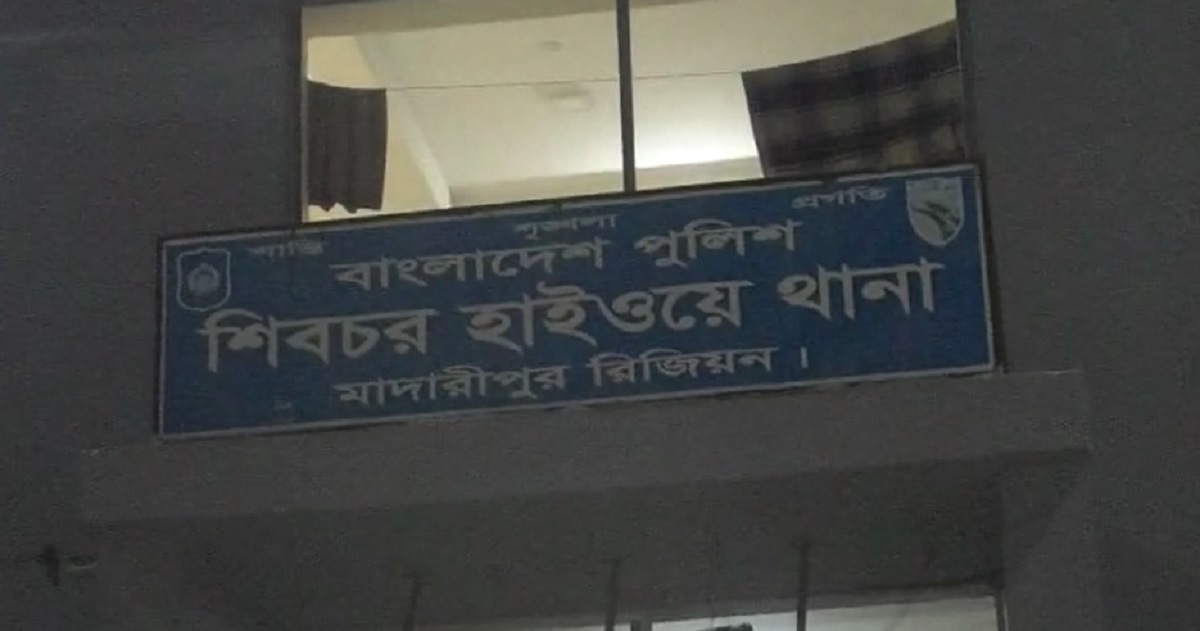 শান্তি শৃঙ্খলা প্রগতি
বাংলাদেশ পুলিশ
শিবচর হাইওয়ে থানা
মাদারীপুর রিজিয়ন ।